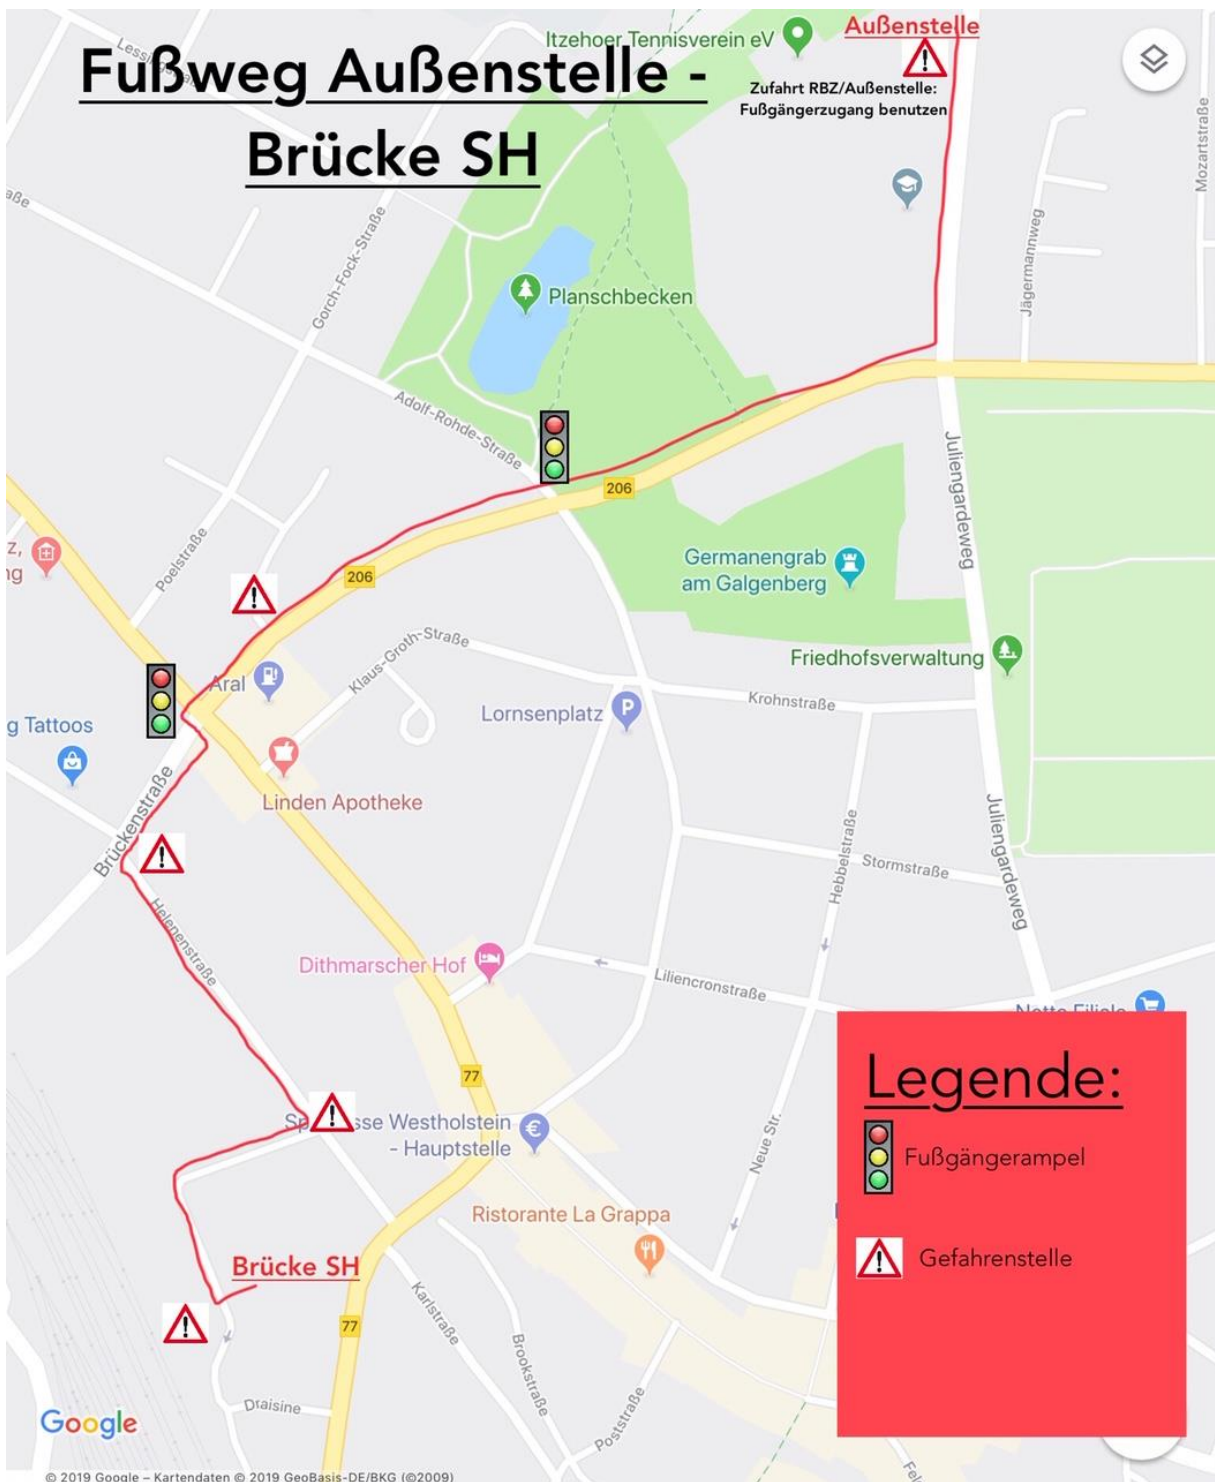 Fußweg Außenstelle -
Brücke SH
Itzehoer Tennisverein eV
Außenstelle
Zufahrt RBZ/Außenstelle:
Fußgängerzugang benutzen
Mozartstraße
Jägermannweg
Gorch-Fock-Straße
Planschbecken
Adolf-Rohde-Straße
206
Juliengardeweg
Germanengrab
am Galgenberg
Poelstraße
206
Klaus-Groth-Straße
Friedhofsverwaltung
Aral
Krohnstraße
Lornsenplatz
g Tattoos
Linden Apotheke
Brückenstraße
Hebbelstraße
Stormstraße
Juliengardeweg
Helenenstraße
Dithmarscher Hof
Liliencronstraße
77
Legende:
Fußgängerampel
Gefahrenstelle
Sp sse Westholstein
- Hauptstelle
Neue Str.
Ristorante La Grappa
Brücke SH
77
Karlstraße
Brookstraße
Poststraße
Draisine
Google
© 2019 Google – Kartendaten © 2019 GeoBasis-DE/BKG (©2009)